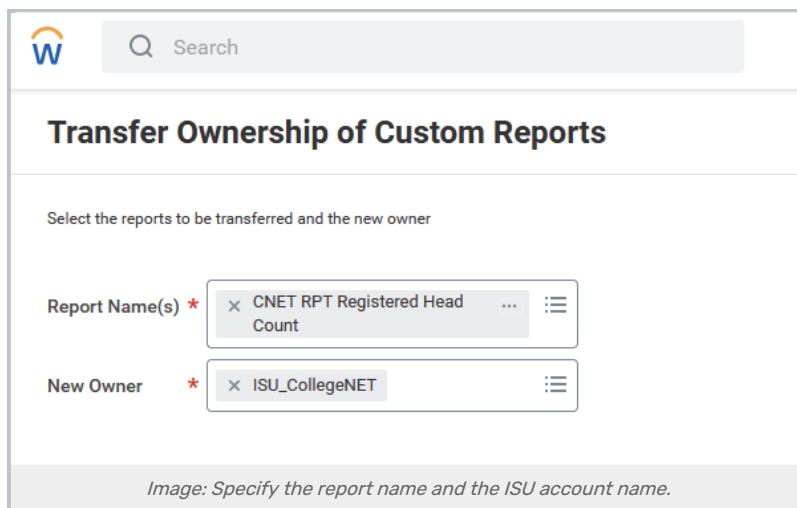 W
Search
Transfer Ownership of Custom Reports
Select the reports to be transferred and the new owner
Report Name(s) *
× CNET RPT Registered Head
Count
...
New Owner *
× ISU_CollegeNET
Image: Specify the report name and the ISU account name.